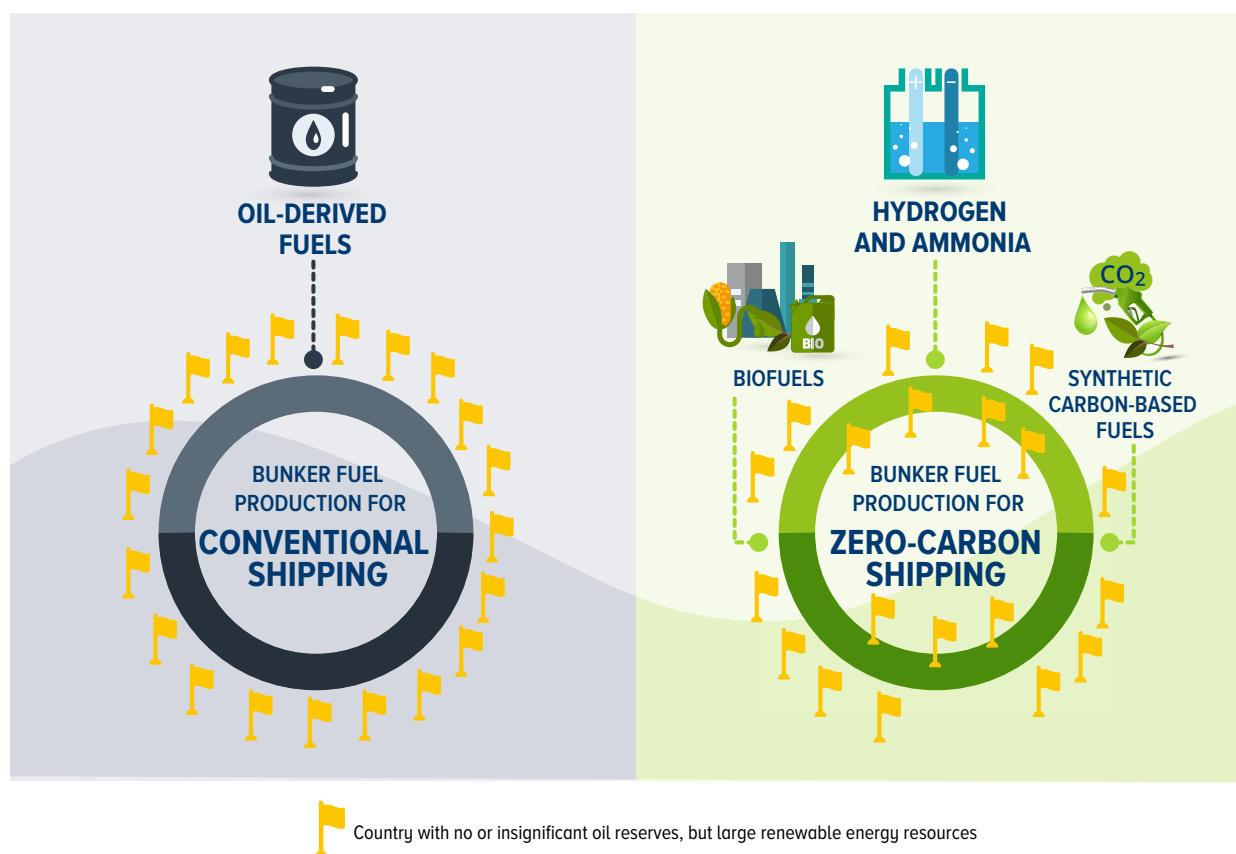 OIL-DERIVED
FUELS
BUNKER FUEL
PRODUCTION FOR
CONVENTIONAL
SHIPPING
+ −
HYDROGEN
AND AMMONIA
BIO
BIOFUELS
CO₂
SYNTHETIC
CARBON-BASED
FUELS
BUNKER FUEL
PRODUCTION FOR
ZERO-CARBON
SHIPPING
Country with no or insignificant oil reserves, but large renewable energy resources